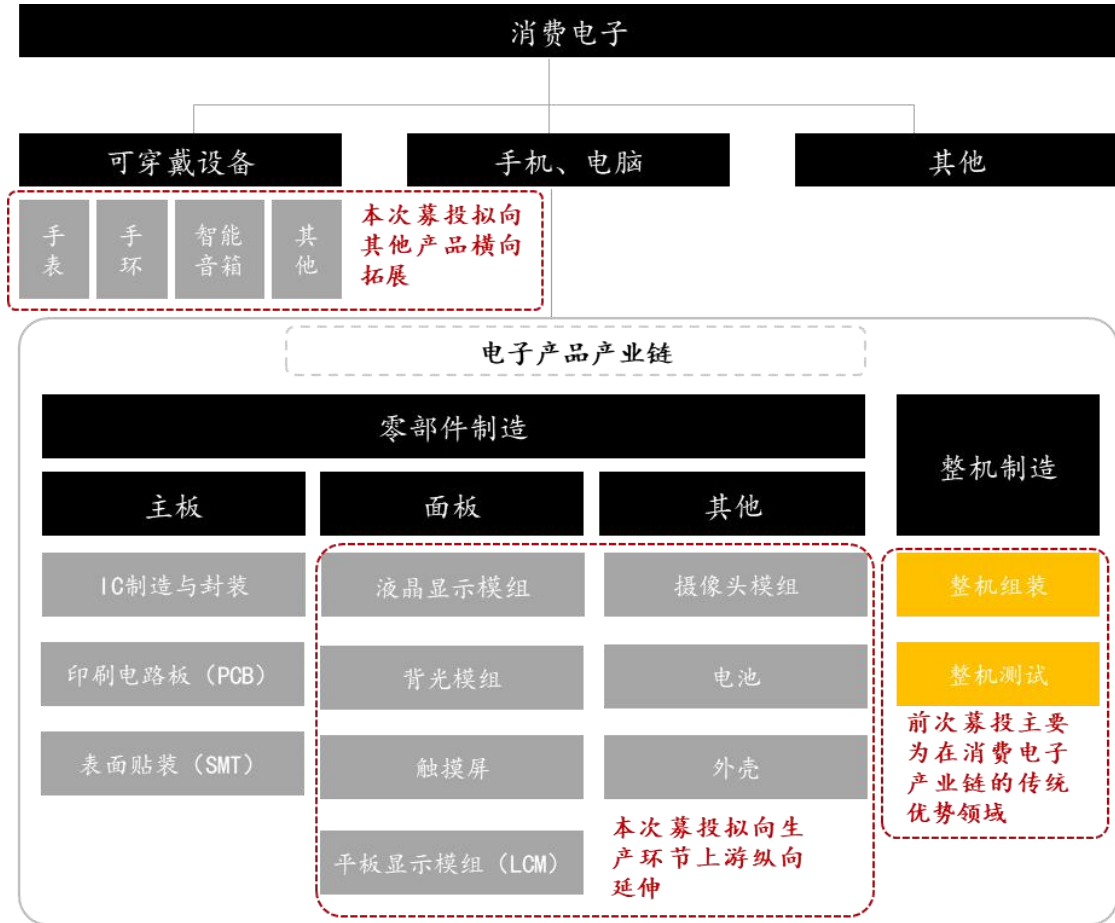 消费电子
可穿戴设备
手机、电脑
其他
手
表
手
环
智能
音箱
其
他
本次募投拟向
其他产品横向
拓展
电子产品产业链
零部件制造
整机制造
主板
面板
其他
IC制造与封装
印刷电路板（PCB）
表面贴装（SMT）
液晶显示模组
背光模组
触摸屏
平板显示模组（LCM）
摄像头模组
电池
外壳
本次募投拟向生
产环节上游纵向
延伸
整机组装
整机测试
前次募投主要
为在消费电子
产业链的传统
优势领域